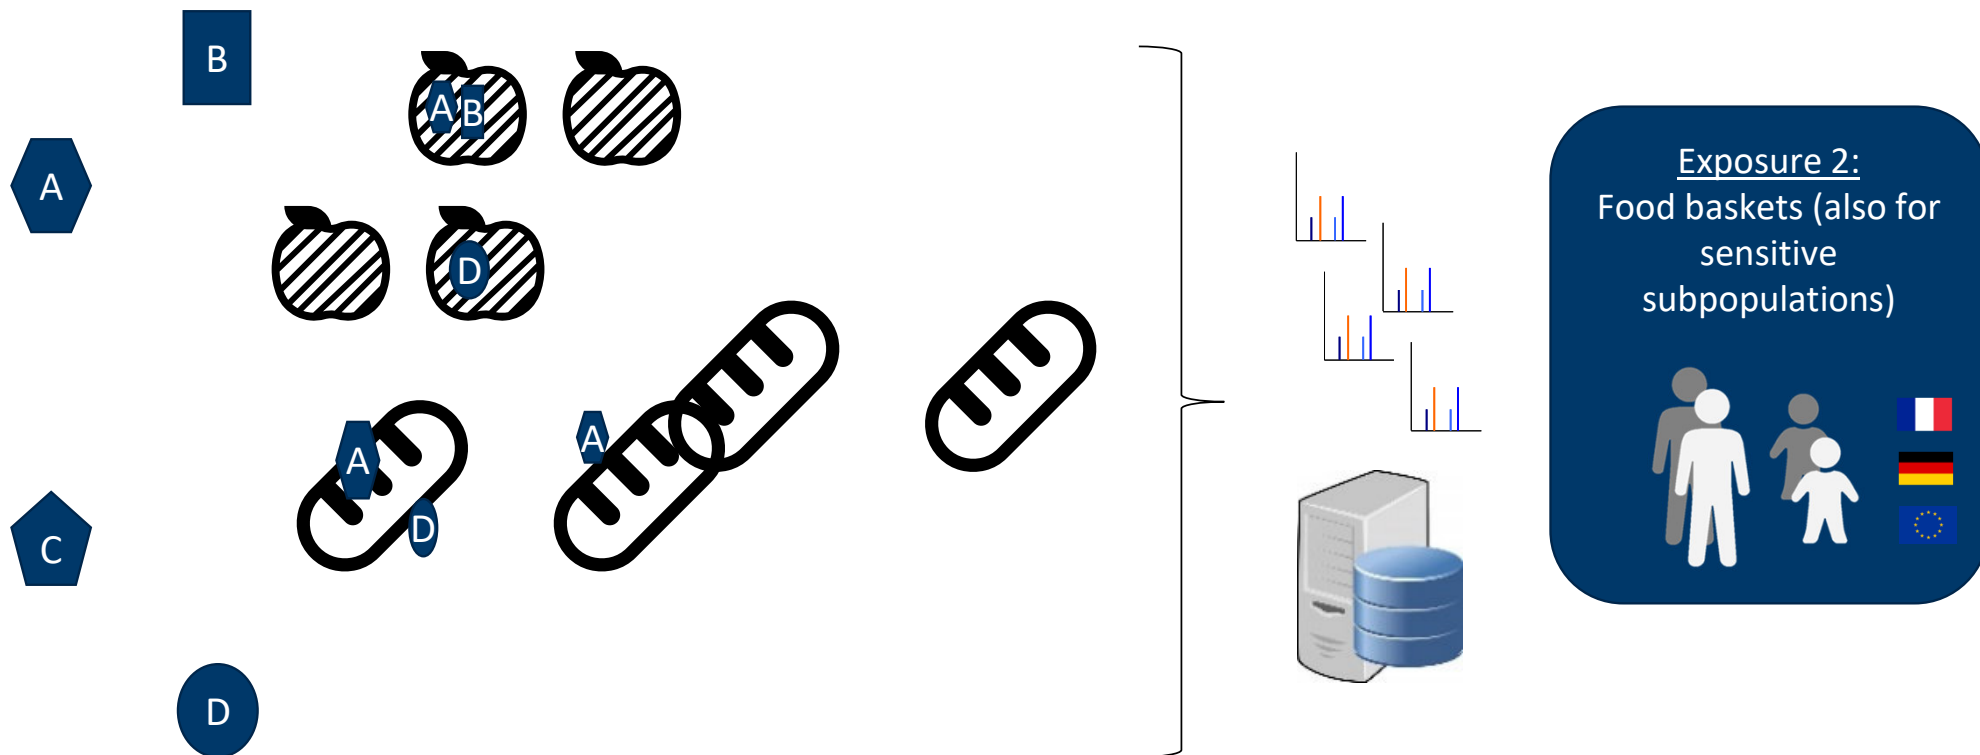 B
A
B
A
D
A
A
D
C
D
Exposure 2:
Food baskets (also for
sensitive
subpopulations)